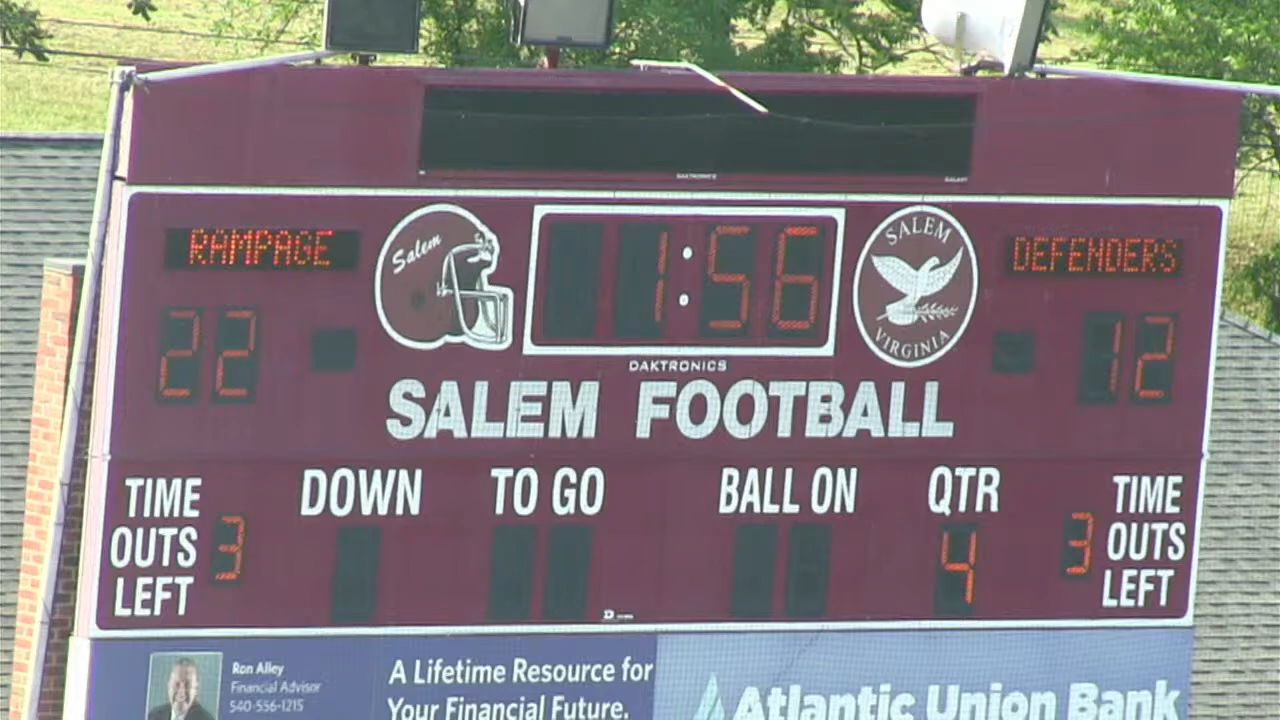 DAKTRONICS
GALAXY
RAMPAGE
Salem
1:56
SALEM
VIRGINIA
DEFENDERS
22
12
DAKTRONICS
SALEM FOOTBALL
TIME
OUTS
LEFT
3
DOWN
TO GO
BALL ON
QTR
4
3
TIME
OUTS
LEFT
Ron Alley
Financial Advisor
540-556-1215
A Lifetime Resource for
Your Financial Future.
Atlantic Union Bank